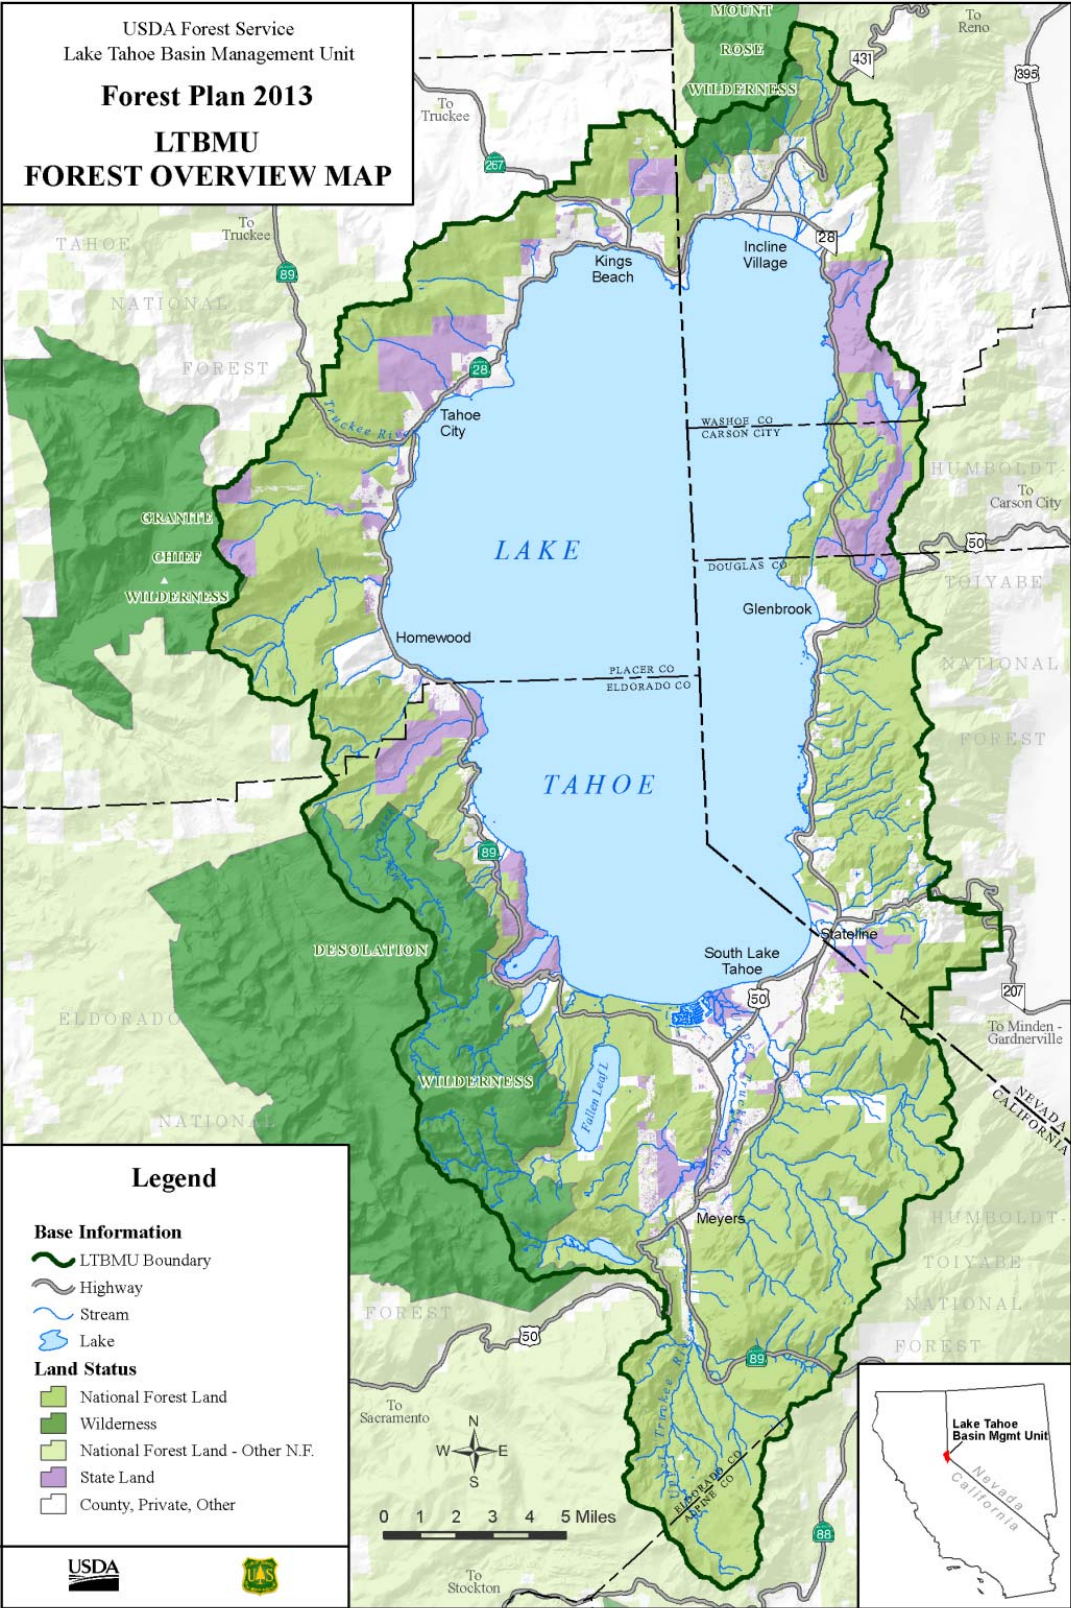 USDA Forest Service
Lake Tahoe Basin Management Unit
Forest Plan 2013
LTBMU
FOREST OVERVIEW MAP
MOUNT
ROSE
WILDERNESS
To
Reno
431
395
To
Truckee
267
To
Truckee
89
TAHOE
NATIONAL
FOREST
Kings
Beach
Incline
Village
28
28
Tahoe
City
Truckee River
WASHOE CO
CARSON CITY
HUMBOLDT-
To
Carson City
50
TOIYABE
NATIONAL
FOREST
GRANITE
CHIEF
WILDERNESS
LAKE
DOUGLAS CO
Glenbrook
Homewood
PLACER CO
ELDORADO CO
TAHOE
89
DESOLATION
WILDERNESS
Stateline
South Lake
Tahoe
50
207
To Minden -
Gardnerville
ELDORADO
NATIONAL
FOREST
Fallen Leaf L
Upper Truckee River
NEVADA
CALIFORNIA
Meyers
HUMBOLDT-
TOIYABE
NATIONAL
FOREST
50
89
To
Sacramento
Upper Truckee River
ELDORADO CO
ALPINE CO
88
To
Stockton
N
W E
S
0 1 2 3 4 5 Miles
Legend
Base Information
LTBMU Boundary
Highway
Stream
Lake
Land Status
National Forest Land
Wilderness
National Forest Land - Other N.F.
State Land
County, Private, Other
USDA
U S
Lake Tahoe
Basin Mgmt Unit
Nevada
California